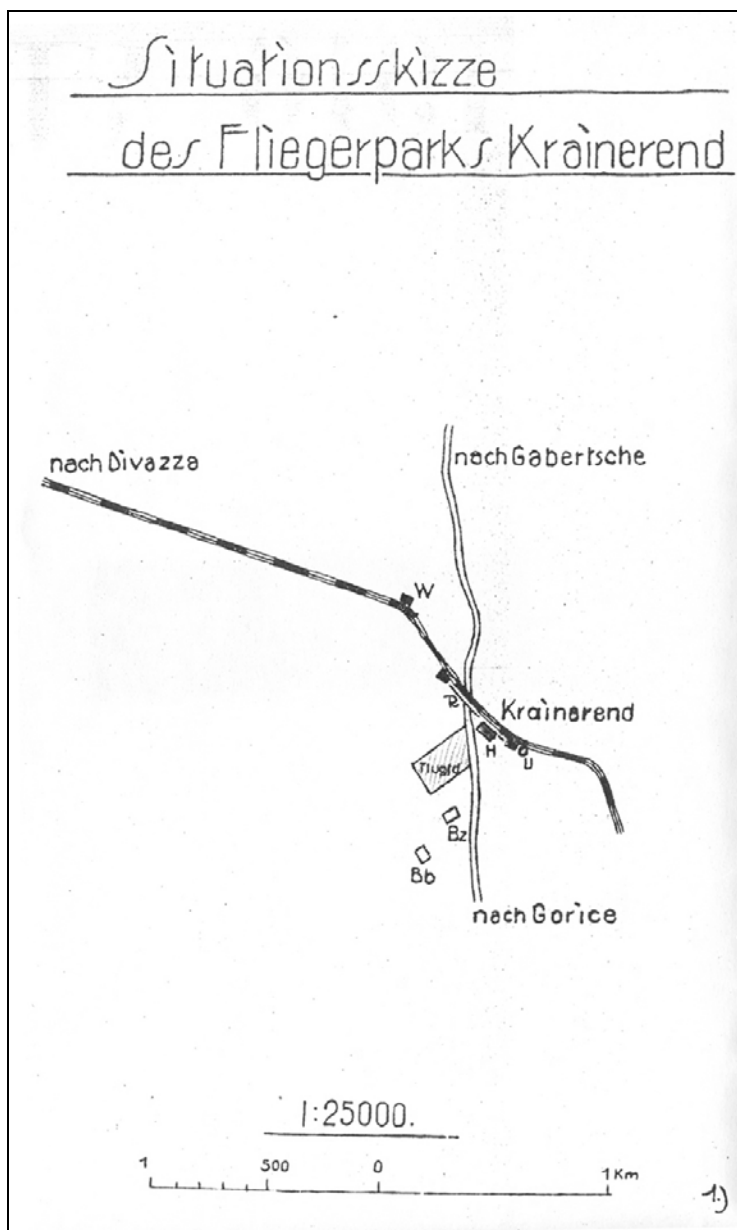 Situationsskizze
des Fliegerparks Krainerend
nach Divazza
nach Gabertsche
W
R
Krainerend
H
U
Flugfd
Bz
Bb
nach Gorice
1:25000.
1 500 0 1 Km
1.)